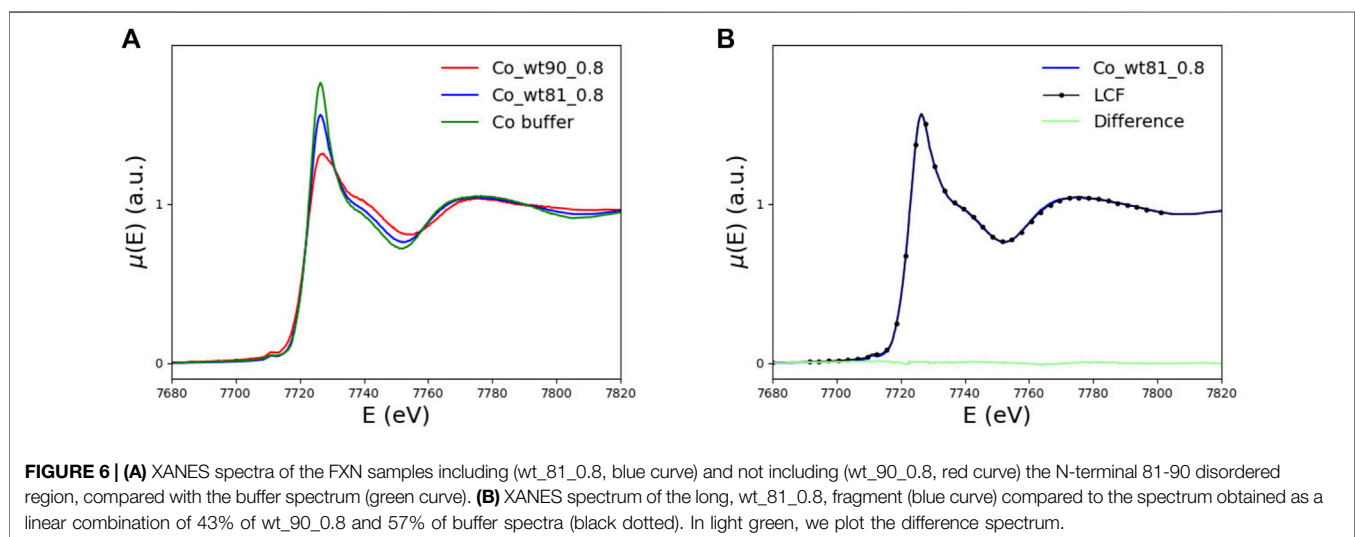 A
B
Co_wt90_0.8
Co_wt81_0.8
Co buffer
Co_wt81_0.8
LCF
Difference
μ(E) (a.u.)
1
0
μ(E) (a.u.)
1
0
7680 7700 7720 7740 7760 7780 7800 7820
E (eV)
7680 7700 7720 7740 7760 7780 7800 7820
E (eV)
FIGURE 6 | (A) XANES spectra of the FXN samples including (wt_81_0.8, blue curve) and not including (wt_90_0.8, red curve) the N-terminal 81-90 disordered
region, compared with the buffer spectrum (green curve). (B) XANES spectrum of the long, wt_81_0.8, fragment (blue curve) compared to the spectrum obtained as a
linear combination of 43% of wt_90_0.8 and 57% of buffer spectra (black dotted). In light green, we plot the difference spectrum.